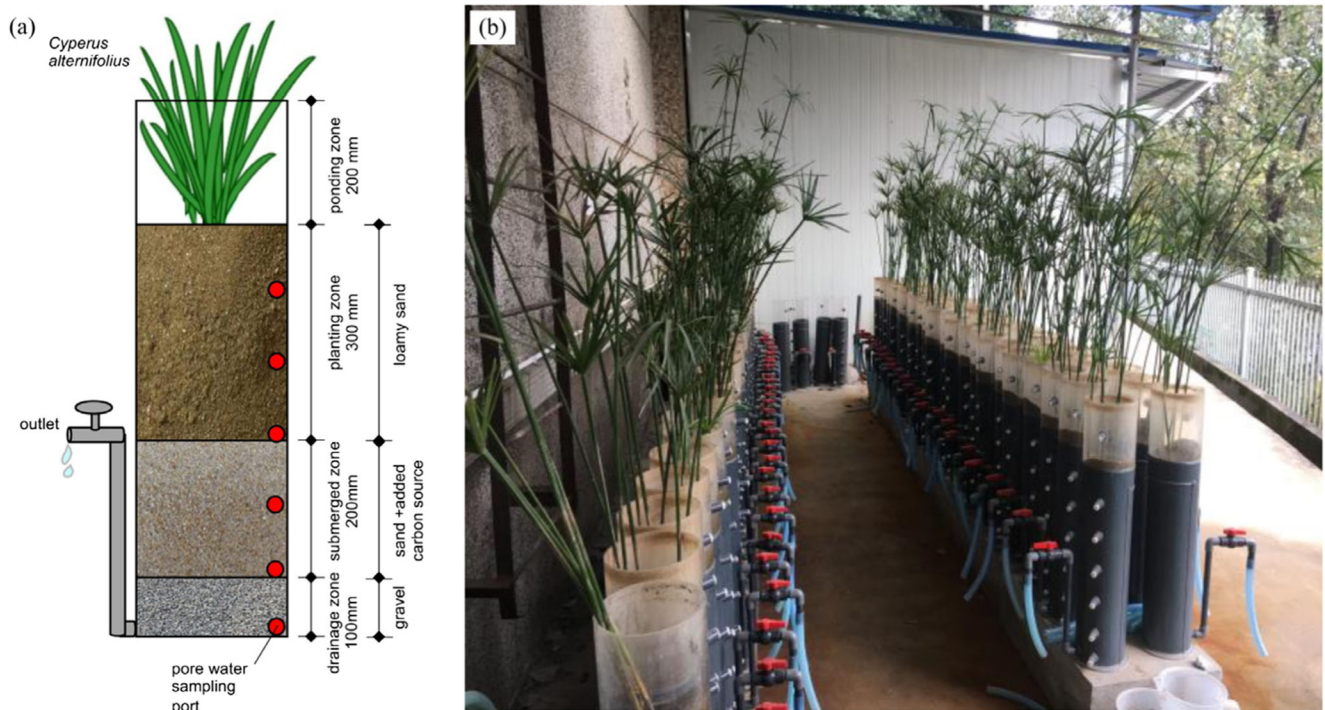 (a)
Cyperus
alternifolius
ponding zone
200 mm
planting zone
300 mm
loamy sand
outlet
submerged zone
200mm
sand +added
carbon source
drainage zone
100mm
gravel
pore water
sampling
port
(b)